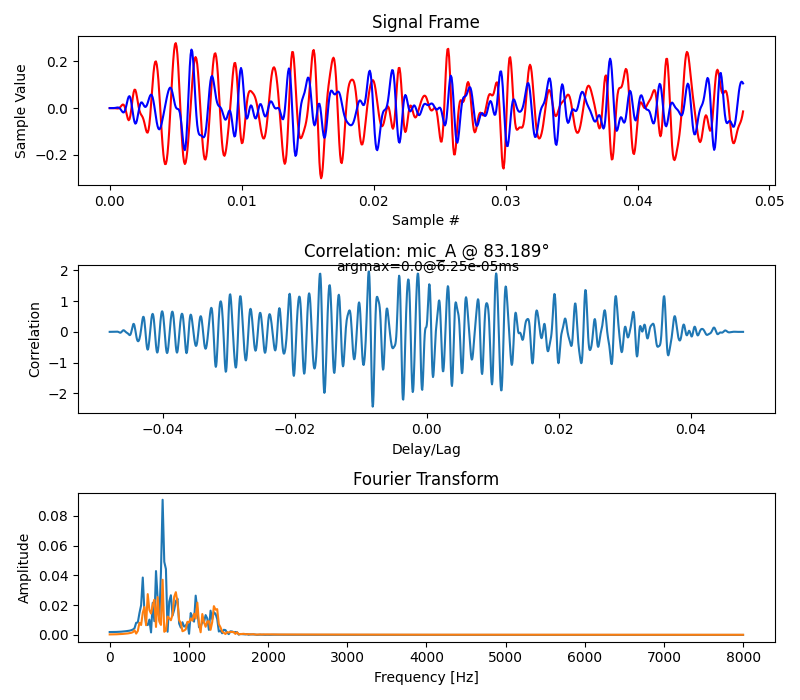 Signal Frame
Sample Value
0.2
0.0
−0.2
0.00 0.01 0.02 0.03 0.04 0.05
Sample #
Correlation: mic_A @ 83.189°
argmax=0.0@6.25e-05ms
Correlation
2
1
0
−1
−2
−0.04 −0.02 0.00 0.02 0.04
Delay/Lag
Fourier Transform
Amplitude
0.08
0.06
0.04
0.02
0.00
0 1000 2000 3000 4000 5000 6000 7000 8000
Frequency [Hz]